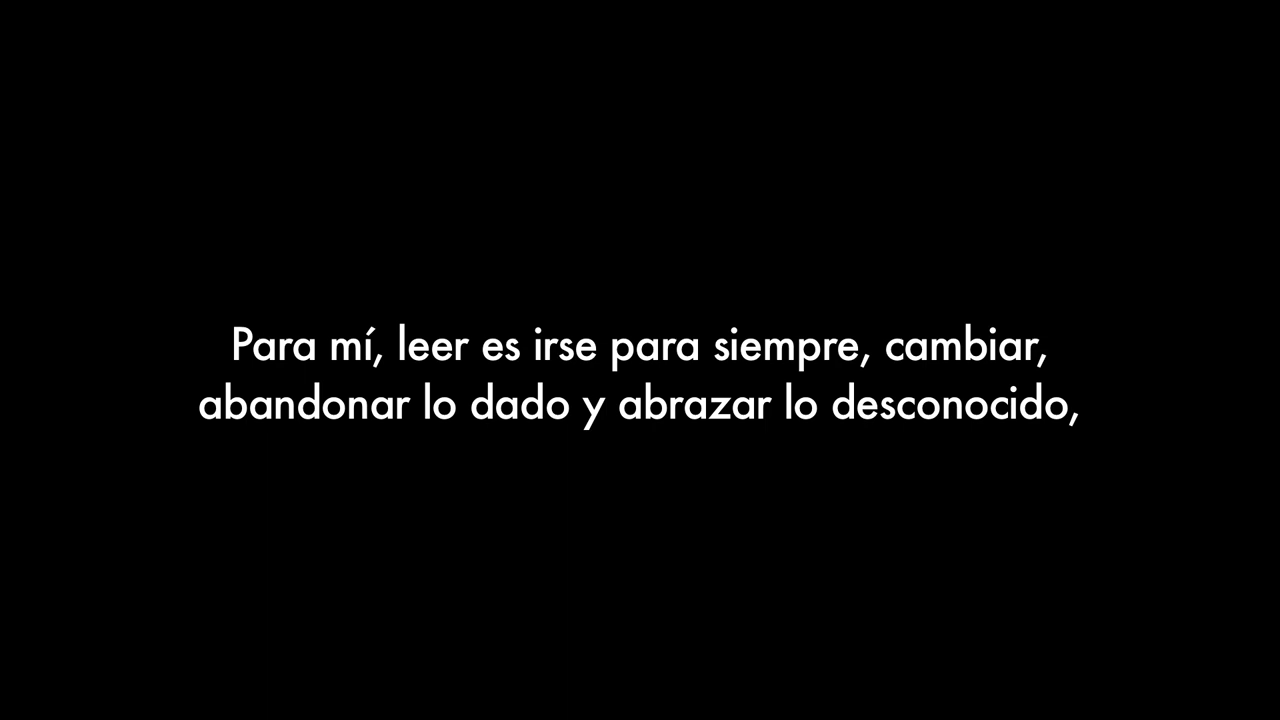 Para mí, leer es irse para siempre, cambiar,
abandonar lo dado y abrazar lo desconocido,